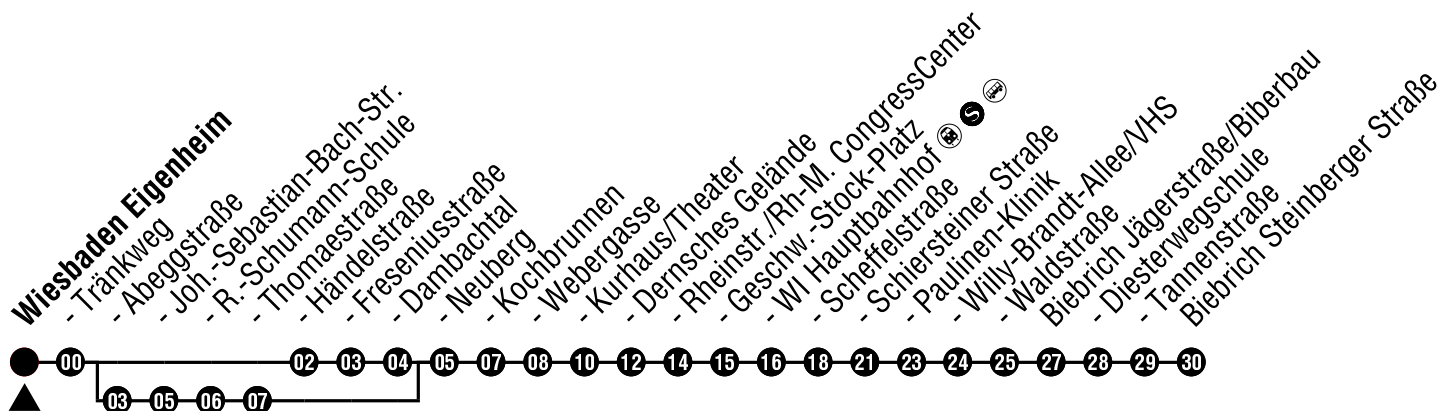 Wiesbaden Eigenheim
- Tränkweg
- Abeggstraße
- Joh.-Sebastian-Bach-Str.
- R.-Schumann-Schule
- Thomaestraße
- Händelstraße
- Freseniusstraße
- Dambachtal
- Neuberg
- Kochbrunnen
- Webergasse
- Kurhaus/Theater
- Dernsches Gelände
- Rheinstr./Rh-M. CongressCenter
- Geschw.-Stock-Platz
- WI Hauptbahnhof S
- Scheffelstraße
- Schiersteiner Straße
- Paulinen-Klinik
- Willy-Brandt-Allee/VHS
- Waldstraße
Biebrich Jägerstraße/Biberbau
- Diesterwegschule
- Tannenstraße
Biebrich Steinberger Straße
00 02 03 04 05 07 08 10 12 14 15 16 18 21 23 24 25 27 28 29 30
03 05 06 07